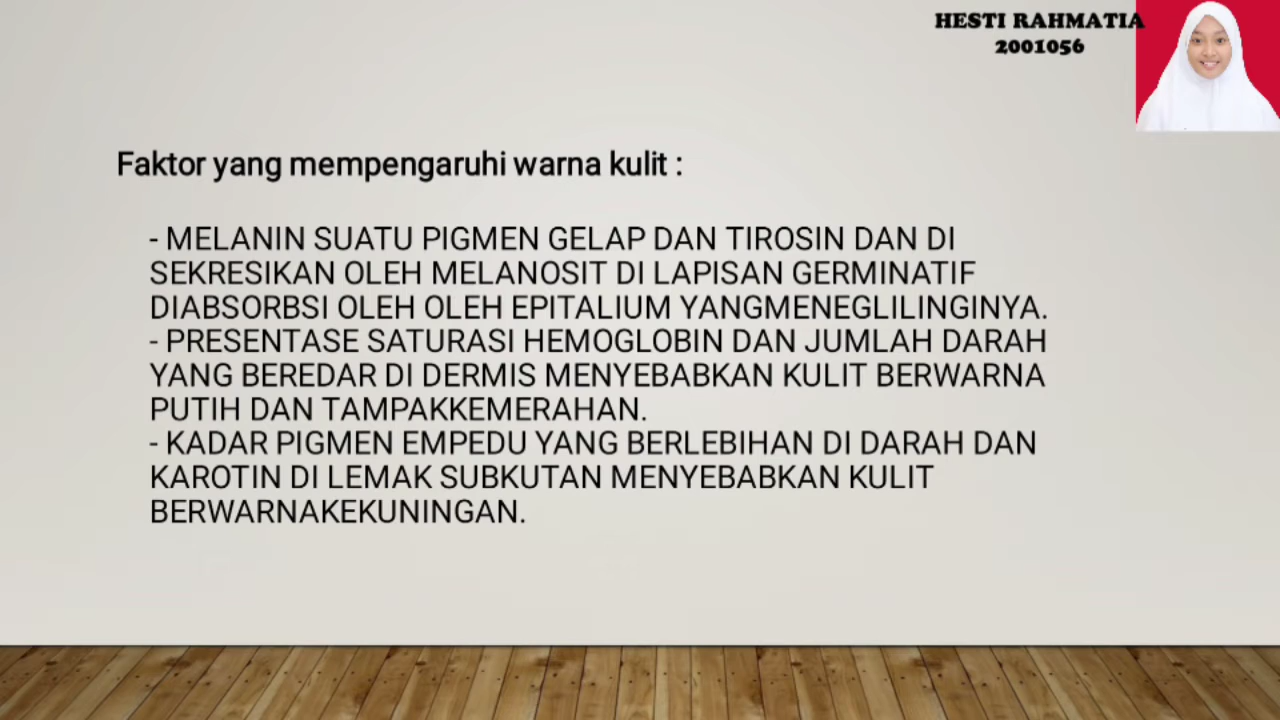 HESTI RAHMATIA
2001056
Faktor yang mempengaruhi warna kulit :
- MELANIN SUATU PIGMEN GELAP DAN TIROSIN DAN DI
SEKRESIKAN OLEH MELANOSIT DI LAPISAN GERMINATIF
DIABSORBSI OLEH OLEH EPITALIUM YANGMENEGLILINGINYA.
- PRESENTASE SATURASI HEMOGLOBIN DAN JUMLAH DARAH
YANG BEREDAR DI DERMIS MENYEBABKAN KULIT BERWARNA
PUTIH DAN TAMPAKKEMERAHAN.
- KADAR PIGMEN EMPEDU YANG BERLEBIHAN DI DARAH DAN
KAROTIN DI LEMAK SUBKUTAN MENYEBABKAN KULIT
BERWARNAKEKUNINGAN.